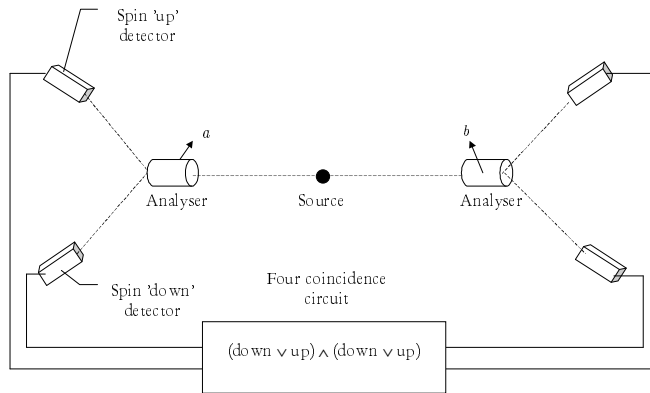 Spin 'up'
detector
a
b
Analyser
Source
Analyser
Spin 'down'
detector
Four coincidence
circuit
(down ∨ up) ∧ (down ∨ up)